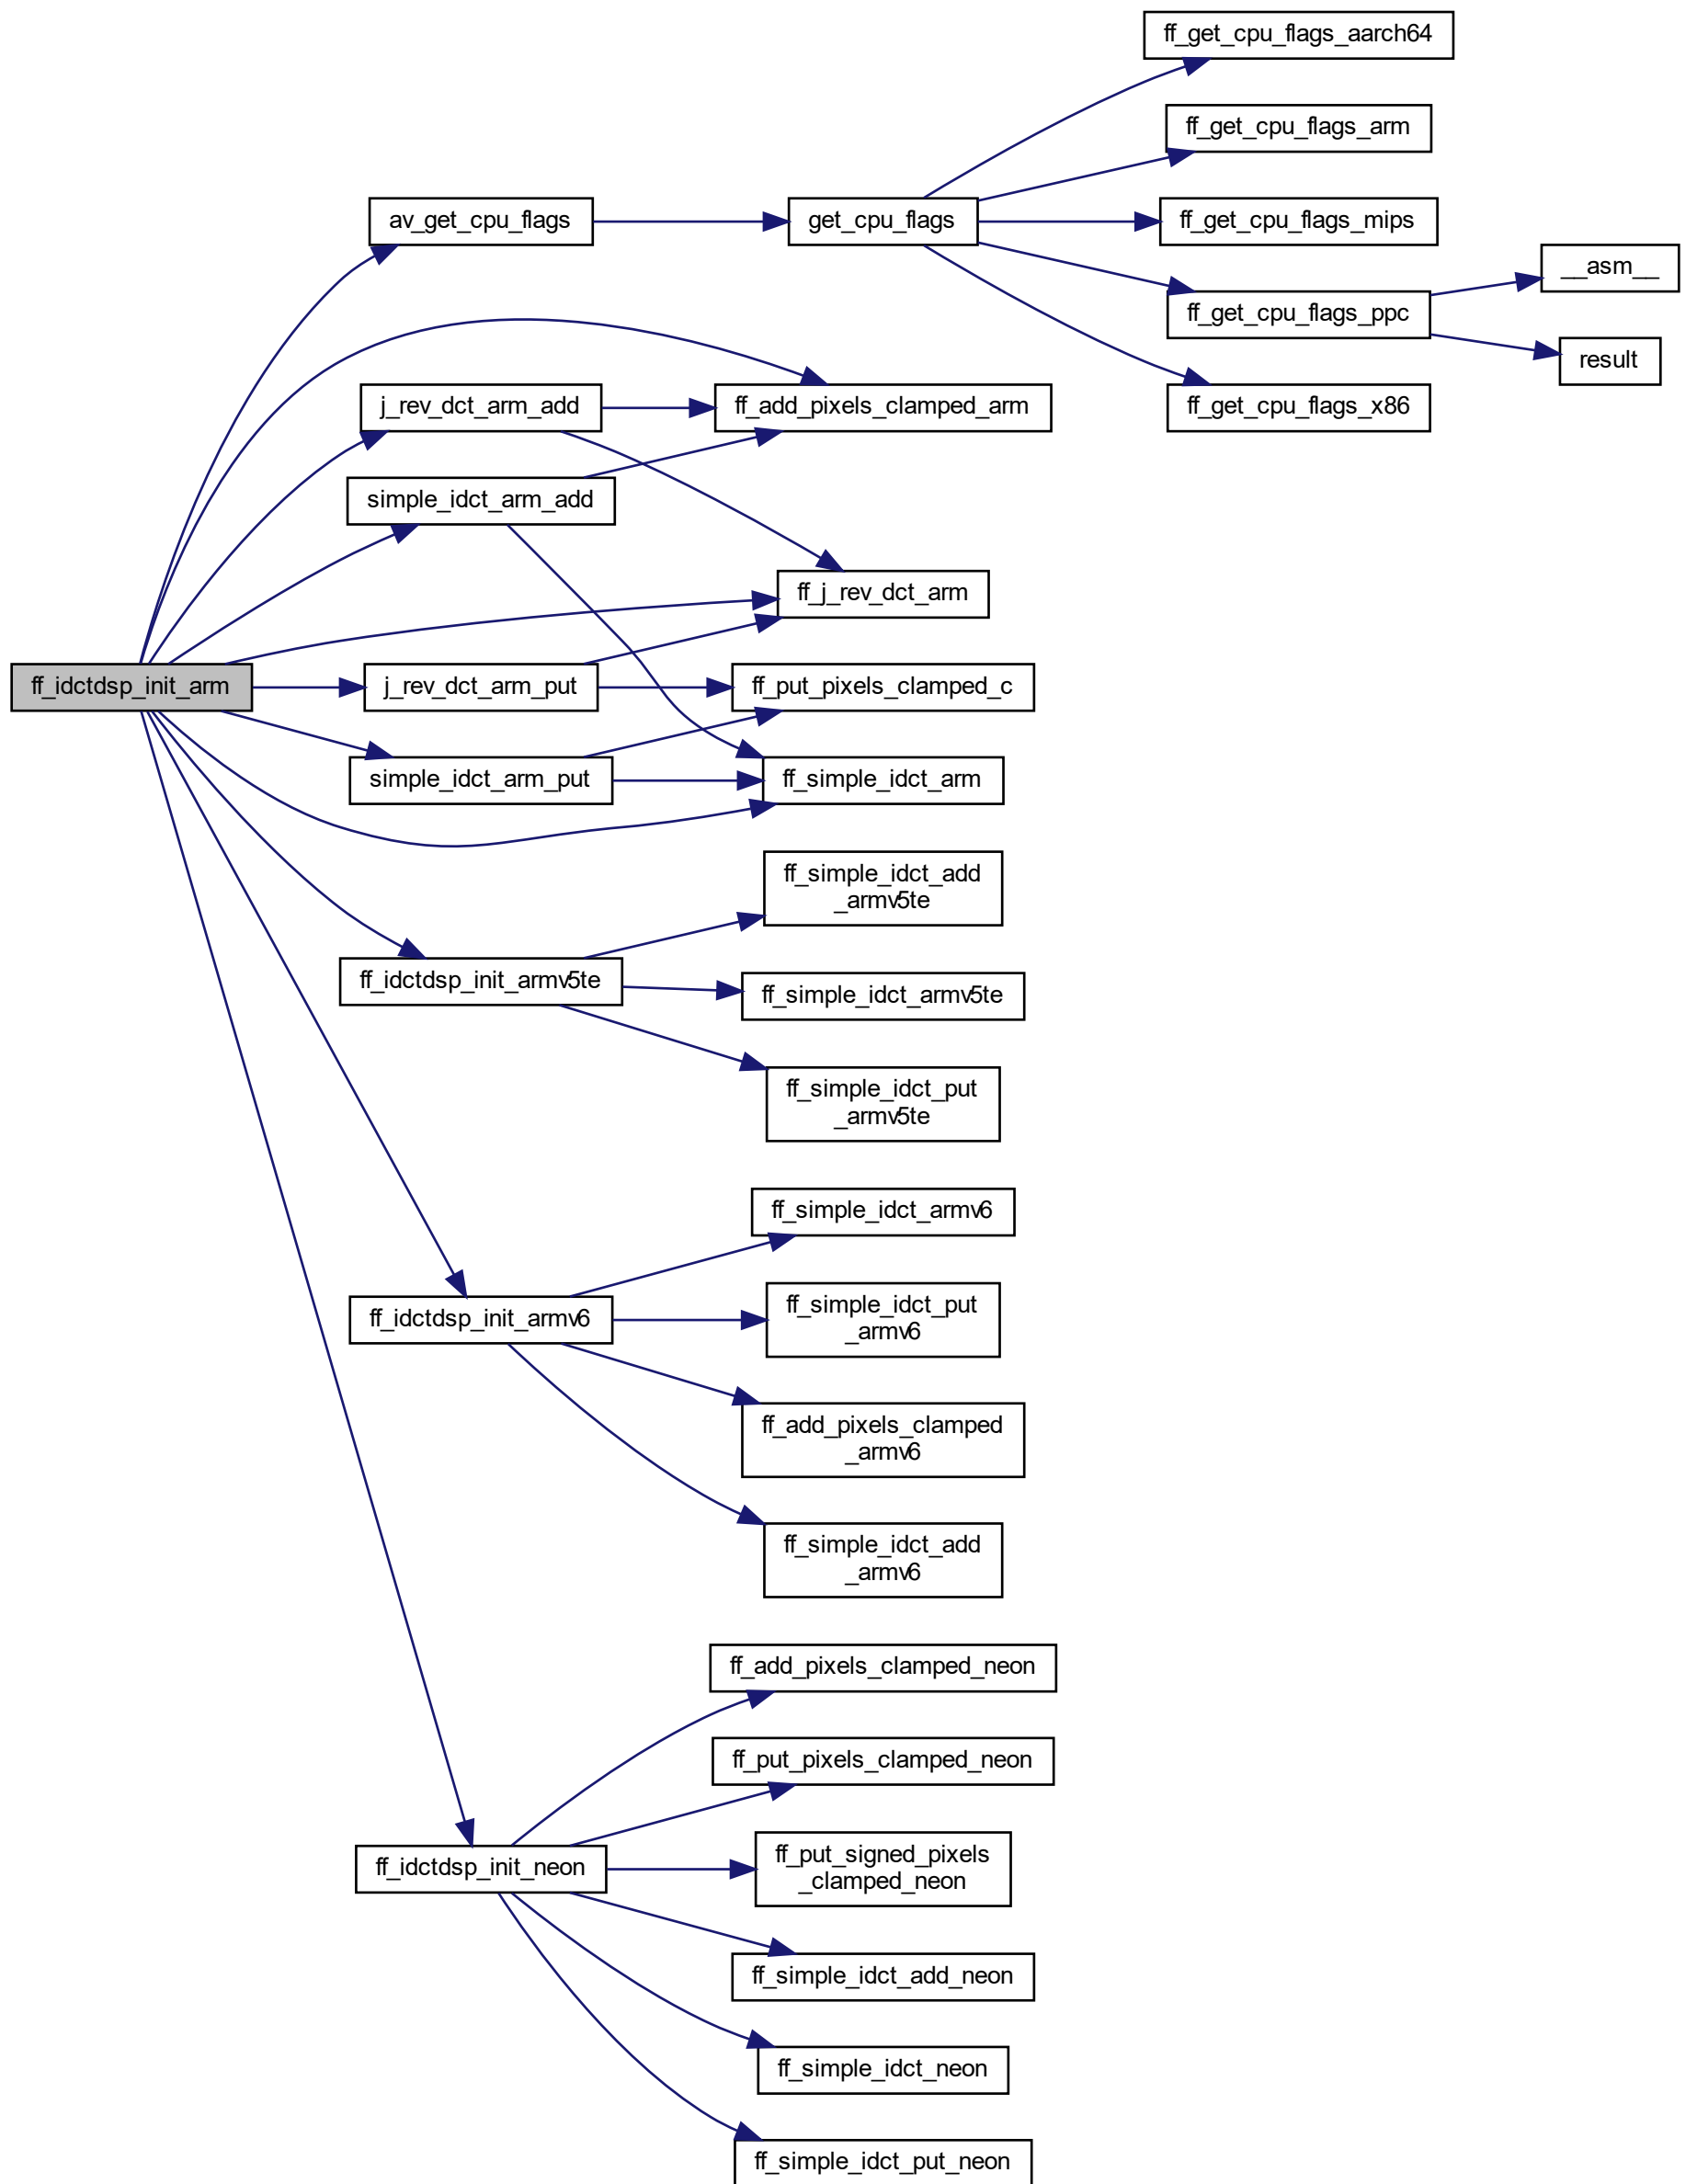 ff_get_cpu_flags_aarch64
ff_get_cpu_flags_arm
av_get_cpu_flags
get_cpu_flags
ff_get_cpu_flags_mips
__asm__
ff_get_cpu_flags_ppc
result
j_rev_dct_arm_add
ff_add_pixels_clamped_arm
ff_get_cpu_flags_x86
simple_idct_arm_add
ff_j_rev_dct_arm
ff_idctdsp_init_arm
j_rev_dct_arm_put
ff_put_pixels_clamped_c
simple_idct_arm_put
ff_simple_idct_arm
ff_simple_idct_add
_armv5te
ff_idctdsp_init_armv5te
ff_simple_idct_armv5te
ff_simple_idct_put
_armv5te
ff_simple_idct_armv6
ff_idctdsp_init_armv6
ff_simple_idct_put
_armv6
ff_add_pixels_clamped
_armv6
ff_simple_idct_add
_armv6
ff_add_pixels_clamped_neon
ff_put_pixels_clamped_neon
ff_idctdsp_init_neon
ff_put_signed_pixels
_clamped_neon
ff_simple_idct_add_neon
ff_simple_idct_neon
ff_simple_idct_put_neon